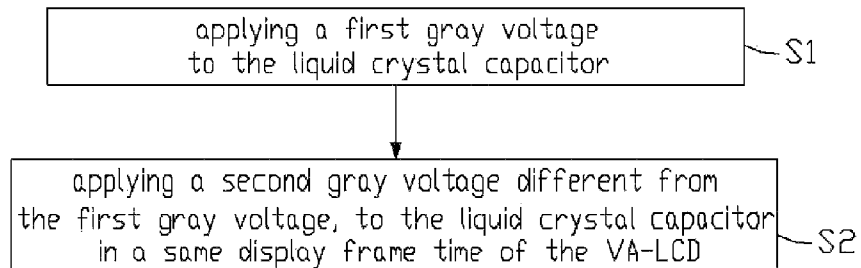 applying a first gray voltage
to the liquid crystal capacitor
S1
applying a second gray voltage different from
the first gray voltage, to the liquid crystal capacitor
in a same display frame time of the VA-LCD
S2